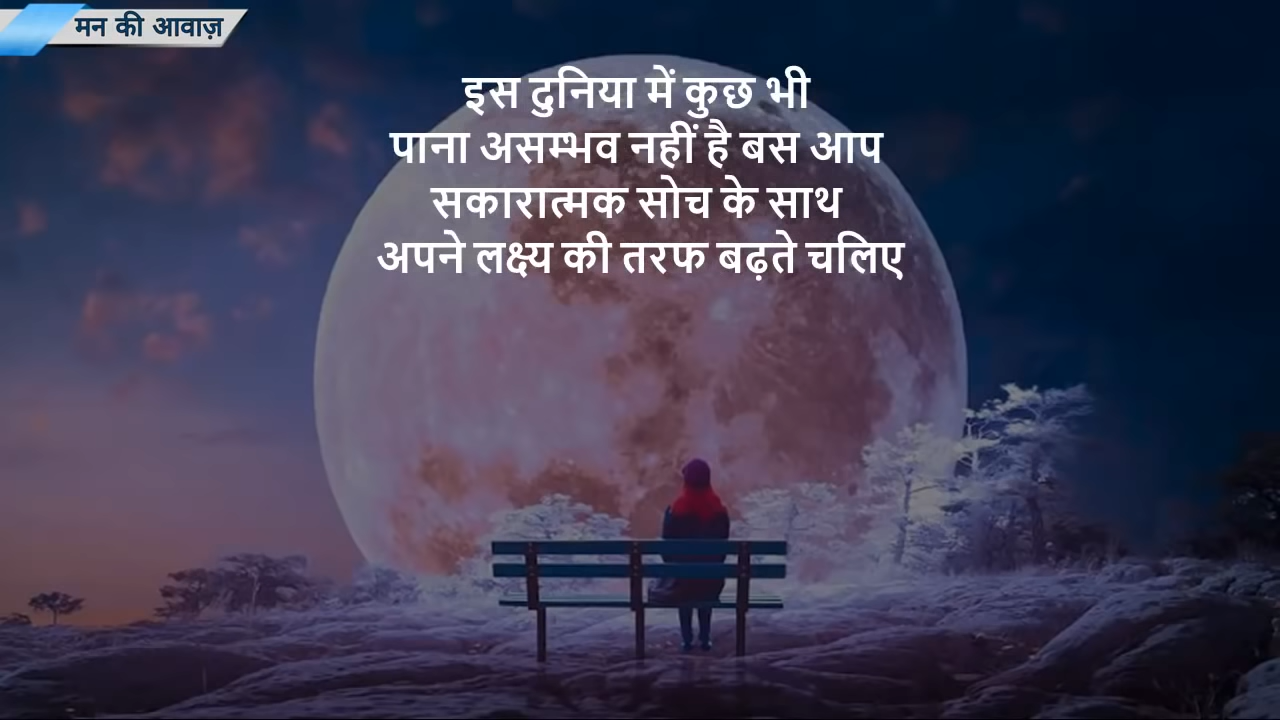 मन की आवाज़
इस दुनिया में कुछ भी
पाना असम्भव नहीं है बस आप
सकारात्मक सोच के साथ
अपने लक्ष्य की तरफ बढ़ते चलिए